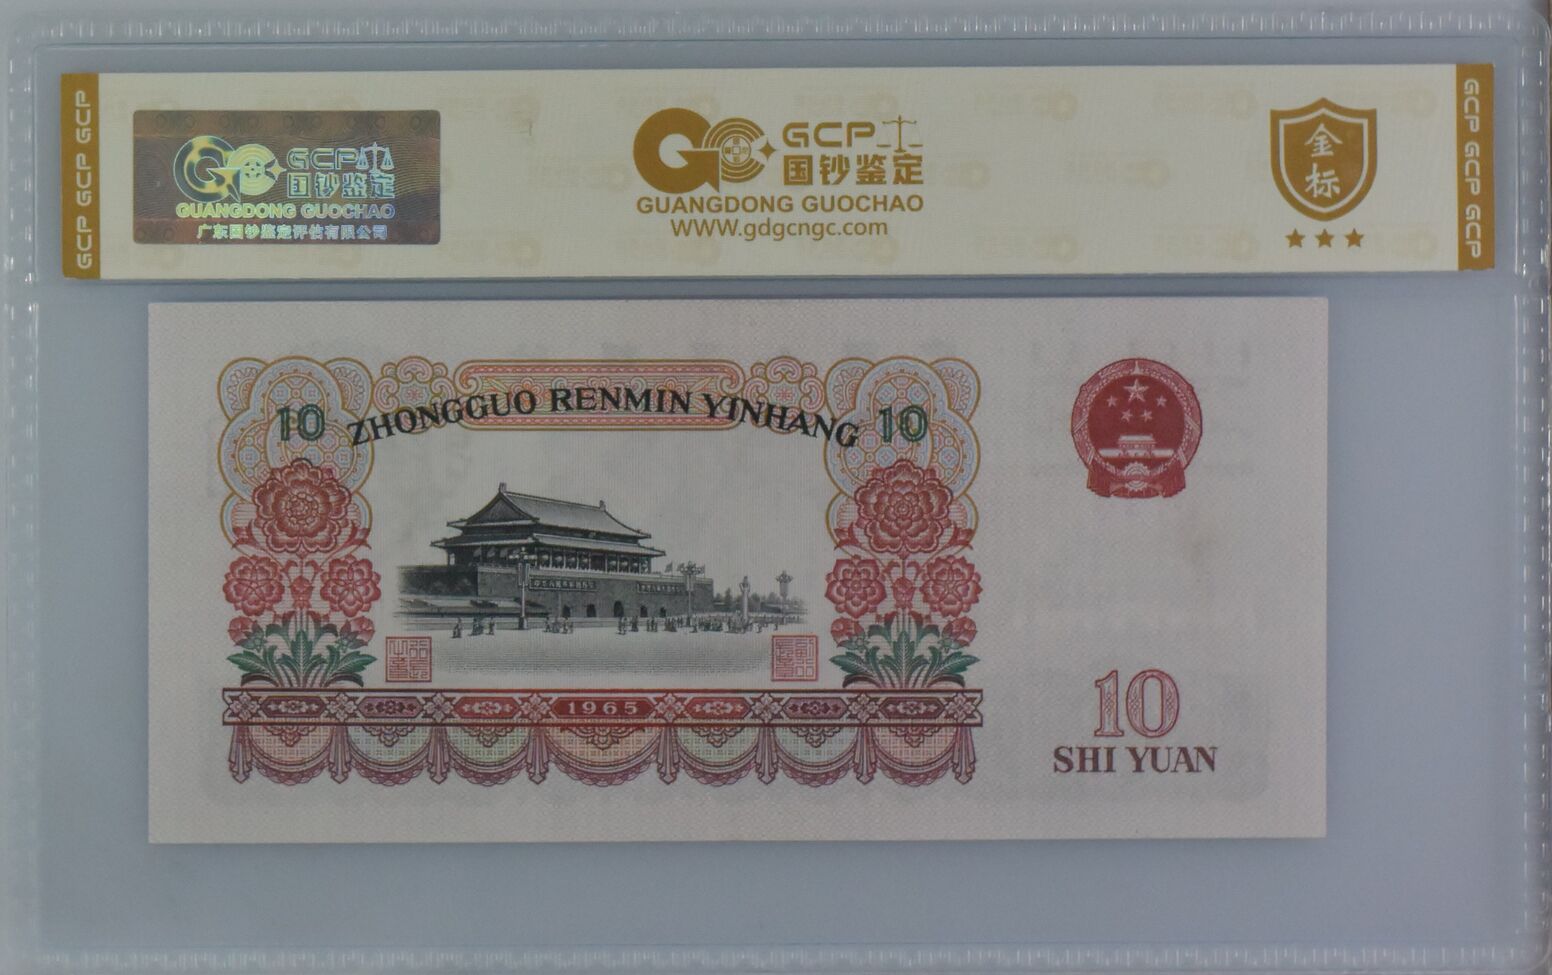 GCP GCP GCP
GCP
国钞鉴定
GUANGDONG GUOCHAO
广东国钞鉴定评估有限公司
GCP
国钞鉴定
GUANGDONG GUOCHAO
WWW.gdgcngc.com
金标
GCP GCP GCP
10 ZHONGGUO RENMIN YINHANG 10
1965
10
SHI YUAN